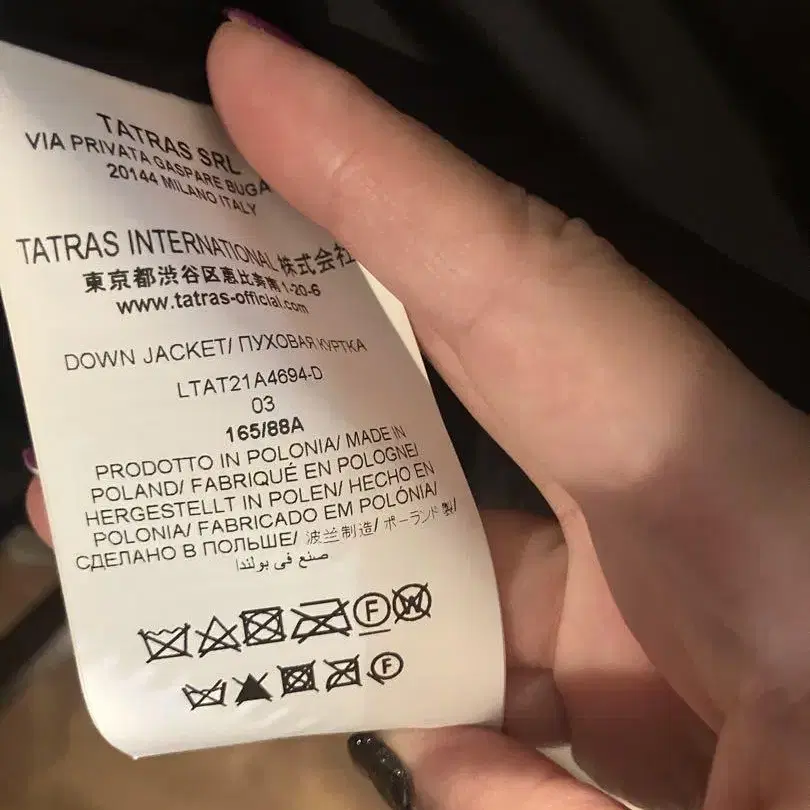 TATRAS SRL
VIA PRIVATA GASPARE BUGA
20144 MILANO ITALY
TATRAS INTERNATIONAL 株式会社
東京都渋谷区恵比寿南1-20-6
www.tatras-official.com
DOWN JACKET/ ПУХОВАЯ КУРТКА
LTAT21A4694-D
03
165/88A
PRODOTTO IN POLONIA/ MADE IN
POLAND/ FABRIQUÉ EN POLOGNE/
HERGESTELLT IN POLEN/ HECHO EN
POLONIA/ FABRICADO EM POLÓNIA/
СДЕЛАНО В ПОЛЬШЕ/ 波兰制造/ ポーランド製/
صنع في بولندا
F W
F